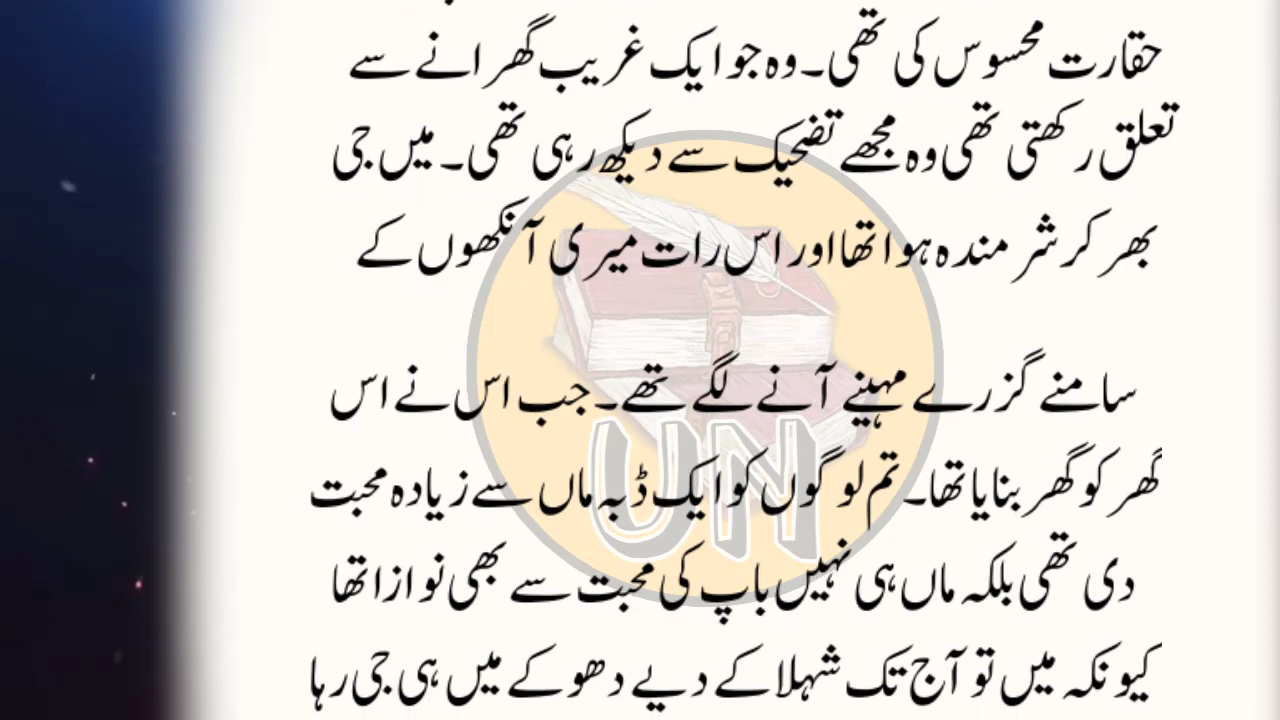 حقارت محسوس کی تھی۔وہ جو ایک غریب گھرانے سے
تعلق رکھتی تھی وہ مجھے تضحیک سے دیکھ رہی تھی۔ میں جی
بھر کر شرمندہ ہوا تھا اور اس رات میری آنکھوں کے
سامنے گزرے مہینے آنے لگے تھے۔ جب اس نے اس
گھر کو گھر بنایا تھا۔ تم لوگوں کو ایک ڈبہ ماں سے زیادہ محبت
دی تھی بلکہ ماں ہی نہیں باپ کی محبت سے بھی نوازا تھا
کیونکہ میں تو آج تک شہلا کے دیے دھوکے میں ہی جی رہا
UN